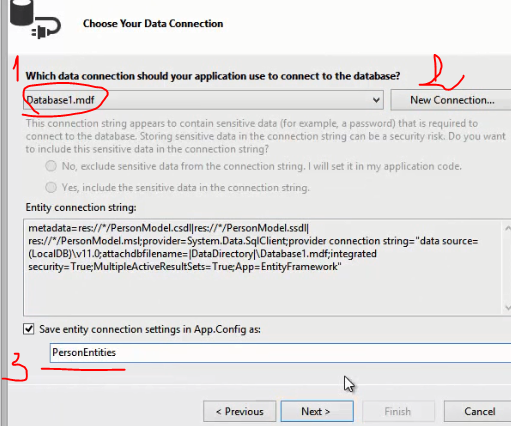 Choose Your Data Connection
1
Which data connection should your application use to connect to the database?
2
Database1.mdf
New Connection...
This connection string appears to contain sensitive data (for example, a password) that is required to
connect to the database. Storing sensitive data in the connection string can be a security risk. Do you want
to include this sensitive data in the connection string?
No, exclude sensitive data from the connection string. I will set it in my application code.
Yes, include the sensitive data in the connection string.
Entity connection string:
metadata=res://*/PersonModel.csdl|res://*/PersonModel.ssdl|
res://*/PersonModel.msl;provider=System.Data.SqlClient;provider connection string="data source=
(LocalDB)\v11.0;attachdbfilename=|DataDirectory|\Database1.mdf;integrated
security=True;MultipleActiveResultSets=True;App=EntityFramework"
Save entity connection settings in App.Config as:
3
PersonEntities
< Previous
Next >
Finish
Cancel